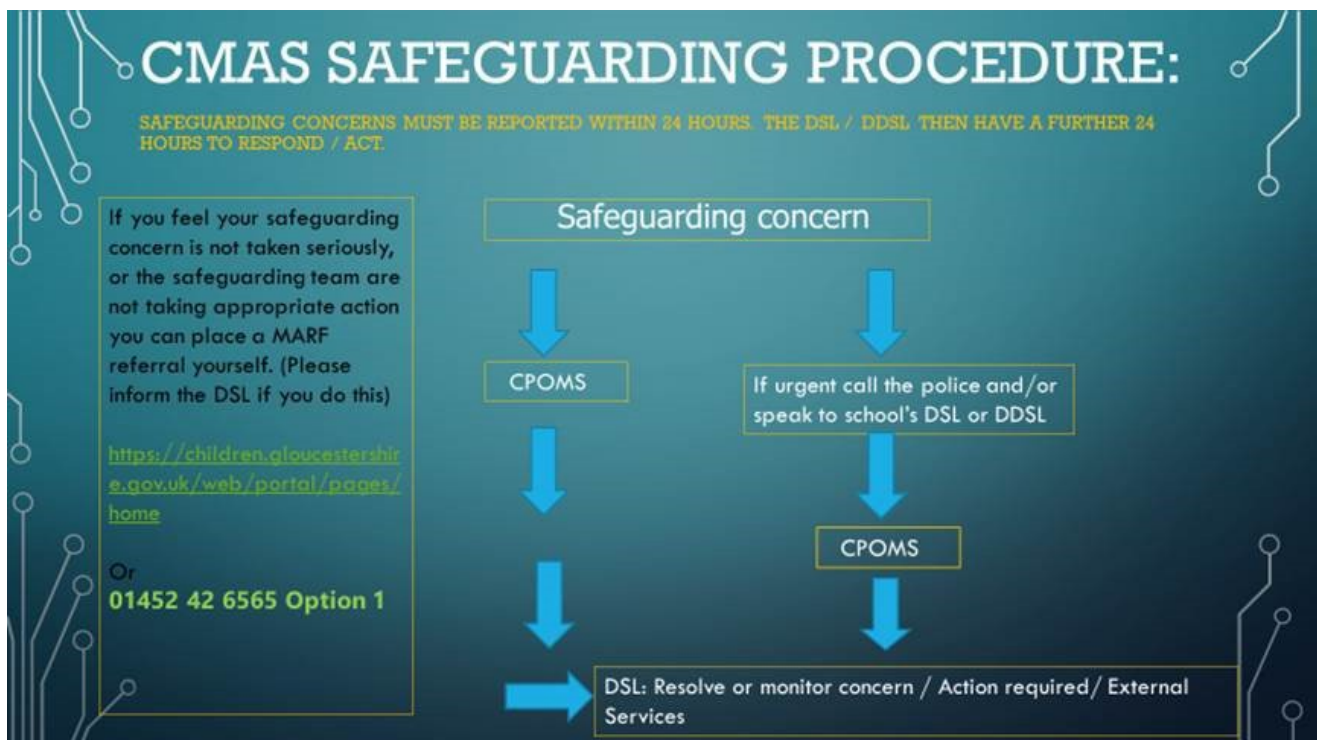 CMAS SAFEGUARDING PROCEDURE:
SAFEGUARDING CONCERNS MUST BE REPORTED WITHIN 24 HOURS. THE DSL / DDSL THEN HAVE A FURTHER 24
HOURS TO RESPOND / ACT.
If you feel your safeguarding
concern is not taken seriously,
or the safeguarding team are
not taking appropriate action
you can place a MARF
referral yourself. (Please
inform the DSL if you do this)
https://children.gloucestershir
e.gov.uk/web/portal/pages/
home
Or
01452 42 6565 Option 1
Safeguarding concern
CPOMS
If urgent call the police and/or
speak to school's DSL or DDSL
CPOMS
DSL: Resolve or monitor concern / Action required/ External
Services